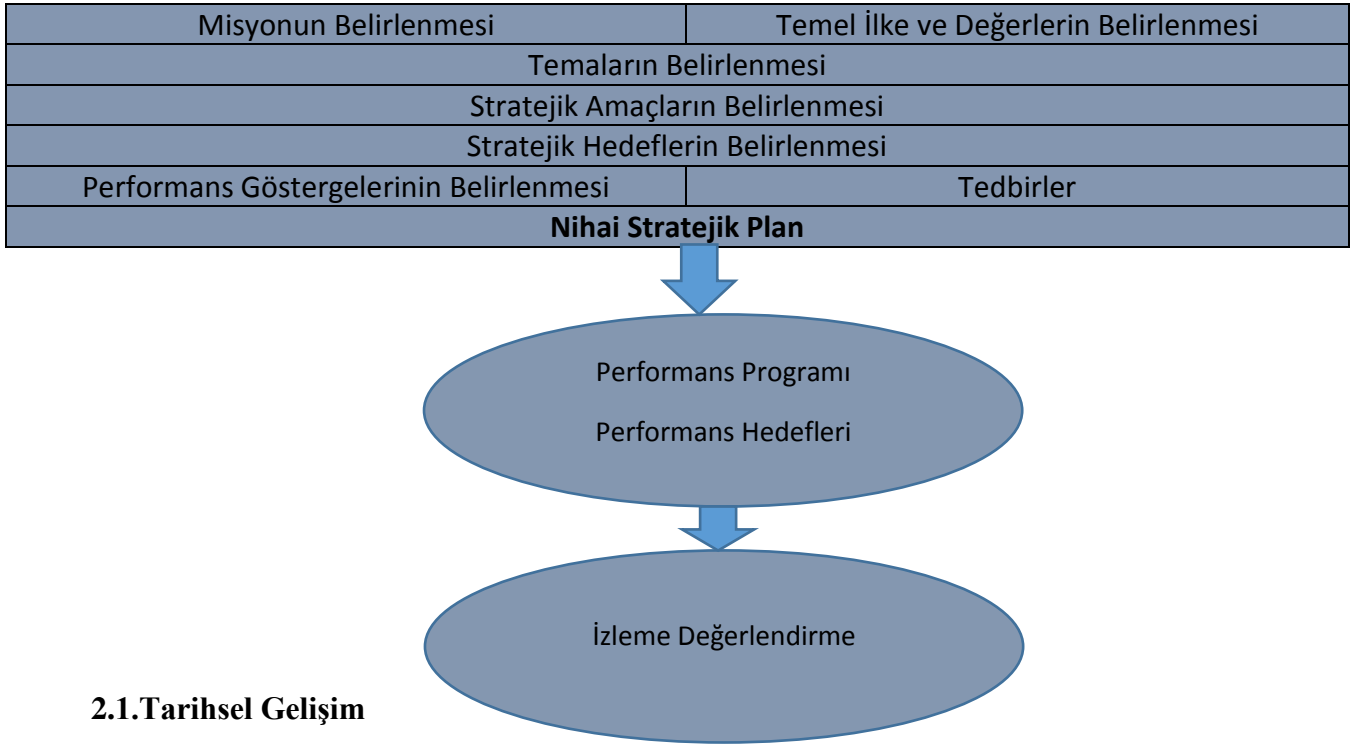 Misyonun Belirlenmesi
Temel İlke ve Değerlerin Belirlenmesi
Temaların Belirlenmesi
Stratejik Amaçların Belirlenmesi
Stratejik Hedeflerin Belirlenmesi
Performans Göstergelerinin Belirlenmesi
Tedbirler
Nihai Stratejik Plan
Performans Programı
Performans Hedefleri
İzleme Değerlendirme
2.1.Tarihsel Gelişim